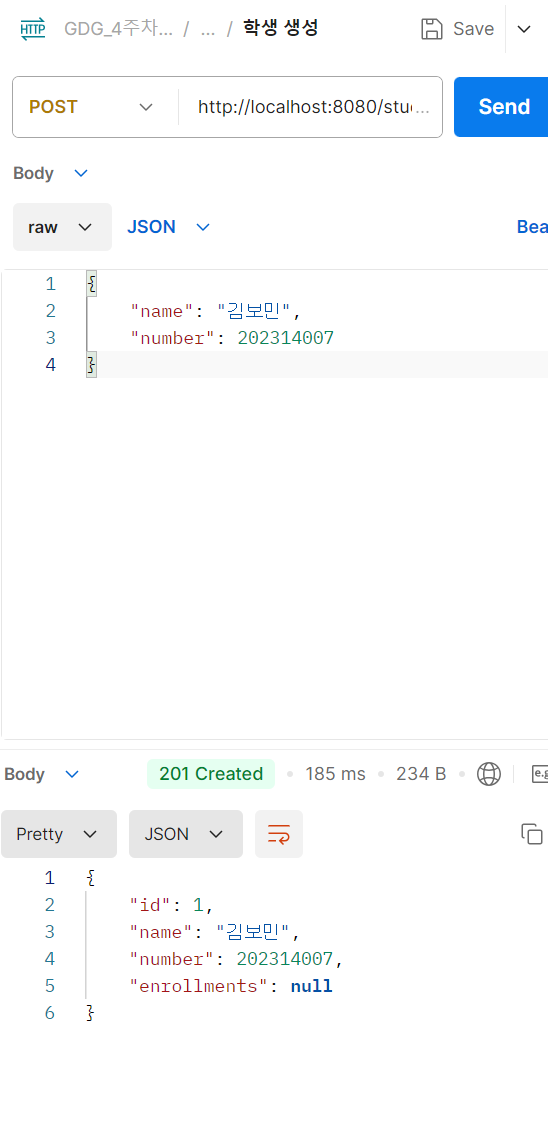 HTTP GDG_4주차... / ... / 학생 생성 Save
POST http://localhost:8080/stu... Send
Body
raw JSON Bea
1 {
2 "name": "김보민",
3 "number": 202314007
4 }
Body 201 Created 185 ms 234 B e.g
Pretty JSON
1 {
2 "id": 1,
3 "name": "김보민",
4 "number": 202314007,
5 "enrollments": null
6 }